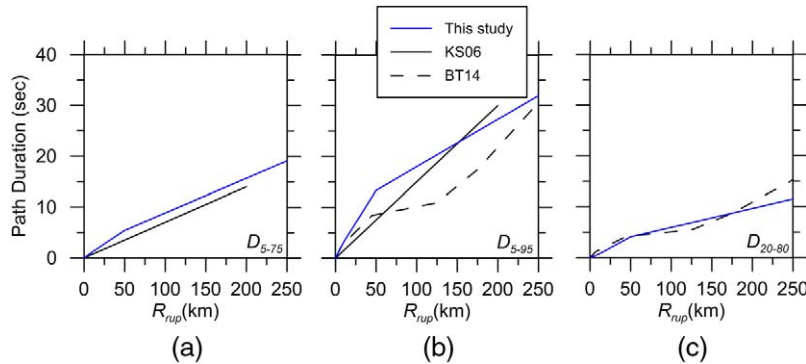 This study
KS06
BT14
Path Duration (sec)
40
30
20
10
0
D5-75
D5-95
D20-80
0 50 100 150 200 250
0 50 100 150 200 250
0 50 100 150 200 250
Rrup(km)
Rrup(km)
Rrup(km)
(a)
(b)
(c)